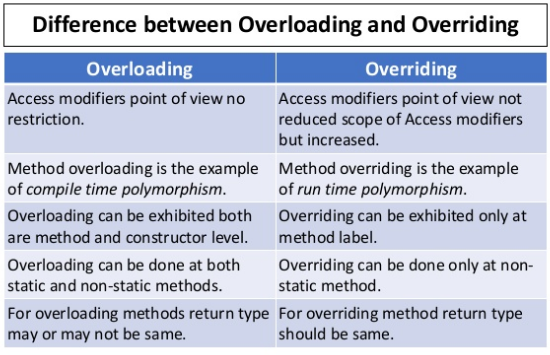 Difference between Overloading and Overriding
Overloading
Overriding
Access modifiers point of view no
restriction.
Access modifiers point of view not
reduced scope of Access modifiers
but increased.
Method overloading is the example
of compile time polymorphism.
Method overriding is the example
of run time polymorphism.
Overloading can be exhibited both
are method and constructor level.
Overriding can be exhibited only at
method label.
Overloading can be done at both
static and non-static methods.
Overriding can be done only at non-
static method.
For overloading methods return type
may or may not be same.
For overriding method return type
should be same.